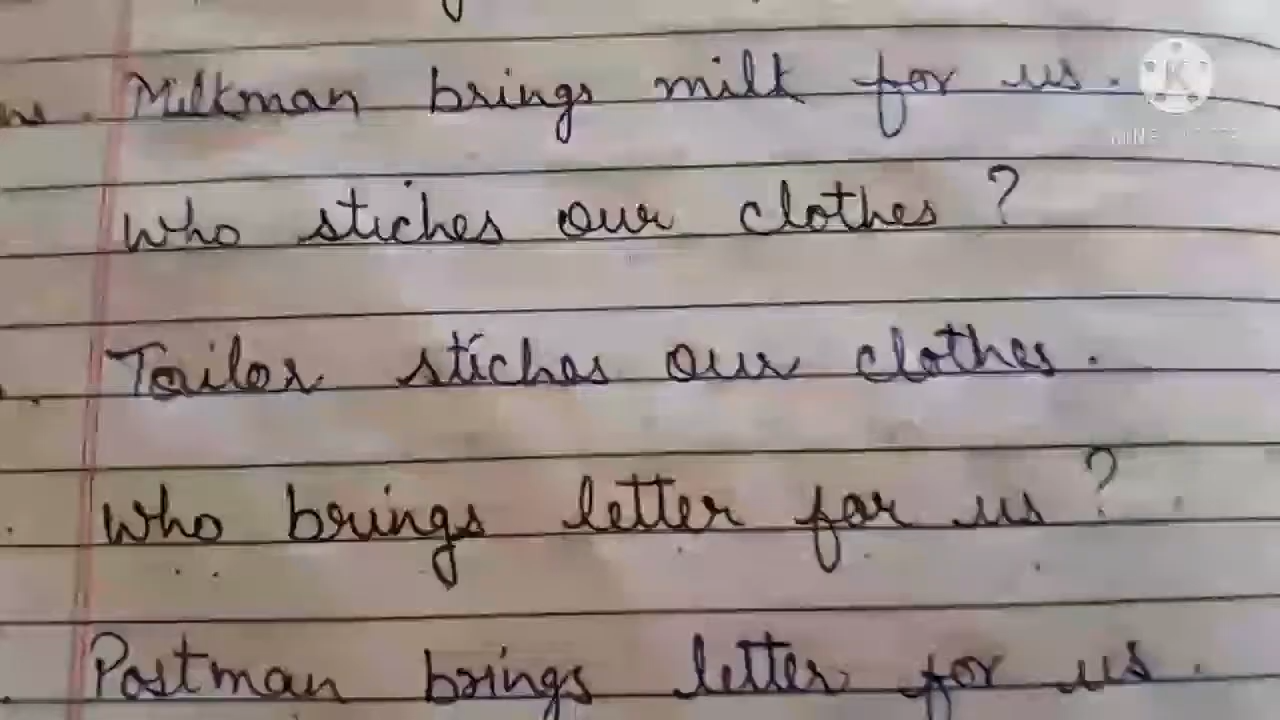 Milkman brings milk for us.
Who stiches our clothes ?
Tailor stiches our clothes.
Who brings letter for us ?
Postman brings letter for us.